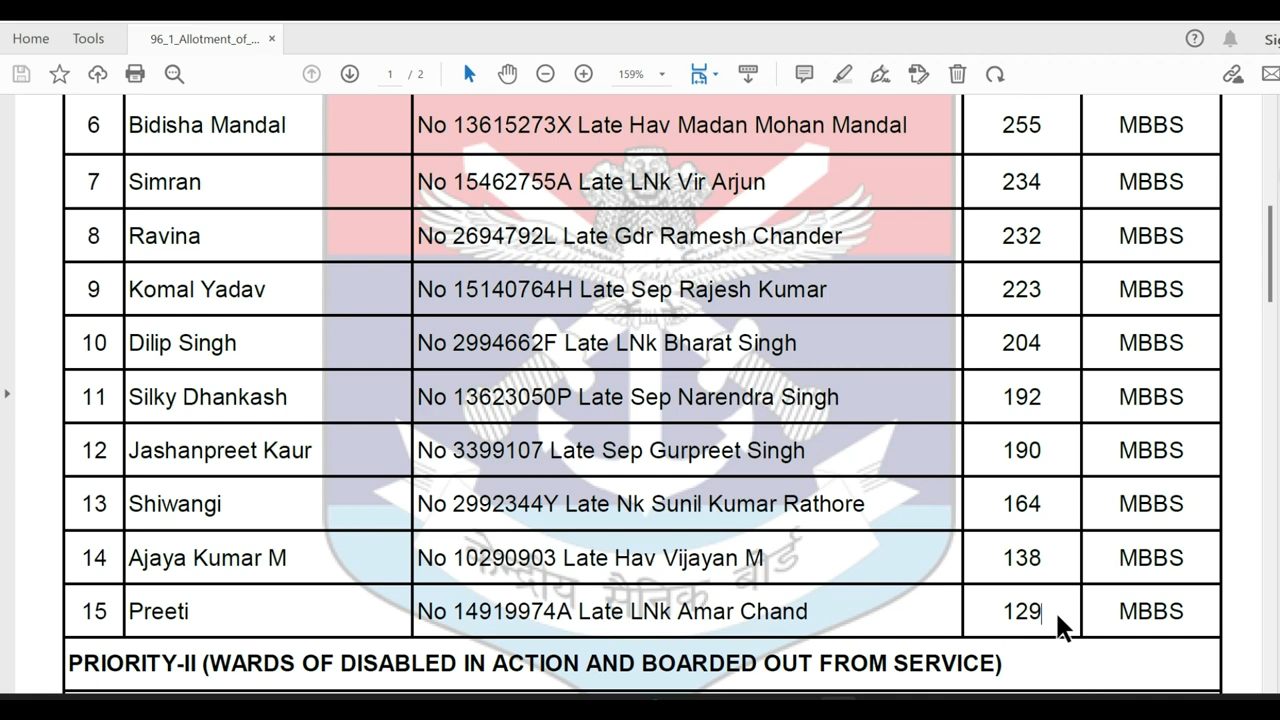 Home Tools 96_1_Allotment_of_... ×
1 / 2 159%
6 Bidisha Mandal No 13615273X Late Hav Madan Mohan Mandal 255 MBBS
7 Simran No 15462755A Late LNk Vir Arjun 234 MBBS
8 Ravina No 2694792L Late Gdr Ramesh Chander 232 MBBS
9 Komal Yadav No 15140764H Late Sep Rajesh Kumar 223 MBBS
10 Dilip Singh No 2994662F Late LNk Bharat Singh 204 MBBS
11 Silky Dhankash No 13623050P Late Sep Narendra Singh 192 MBBS
12 Jashanpreet Kaur No 3399107 Late Sep Gurpreet Singh 190 MBBS
13 Shiwangi No 2992344Y Late Nk Sunil Kumar Rathore 164 MBBS
14 Ajaya Kumar M No 10290903 Late Hav Vijayan M 138 MBBS
केन्द्रीय सैनिक बोर्ड
15 Preeti No 14919974A Late LNk Amar Chand 129 MBBS
PRIORITY-II (WARDS OF DISABLED IN ACTION AND BOARDED OUT FROM SERVICE)